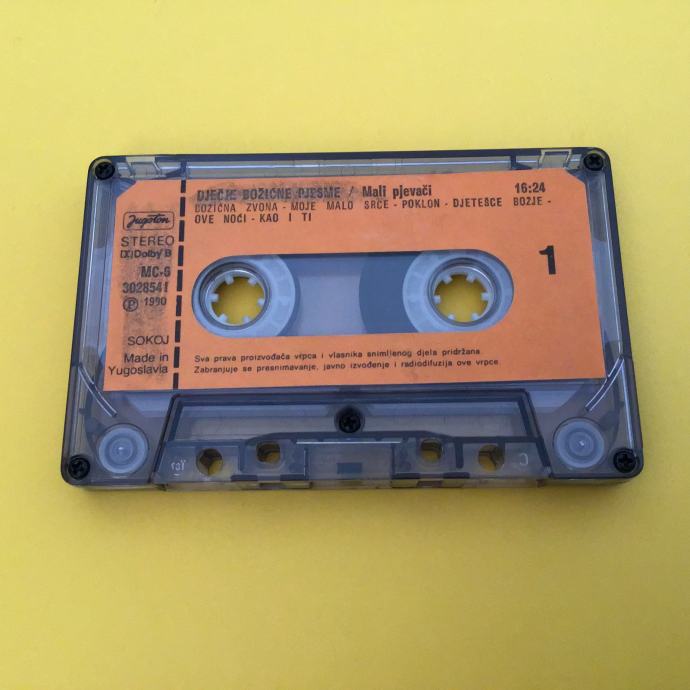 DJEČJE BOŽIĆNE PJESME / Mali pjevači 16:24
BOŽIĆNA ZVONA - MOJE MALO SRCE - POKLON - DJETEŠCE BOŽJE -
OVE NOĆI - KAO I TI
Jugoton
STEREO
Dolby B
MC-6
3028541
Ⓟ 1990
SOKOJ
Made in
Yugoslavia
1
Sva prava proizvođača vrpca i vlasnika snimljenog djela pridržana.
Zabranjuje se presnimavanje, javno izvođenje i radiodifuzija ove vrpce.